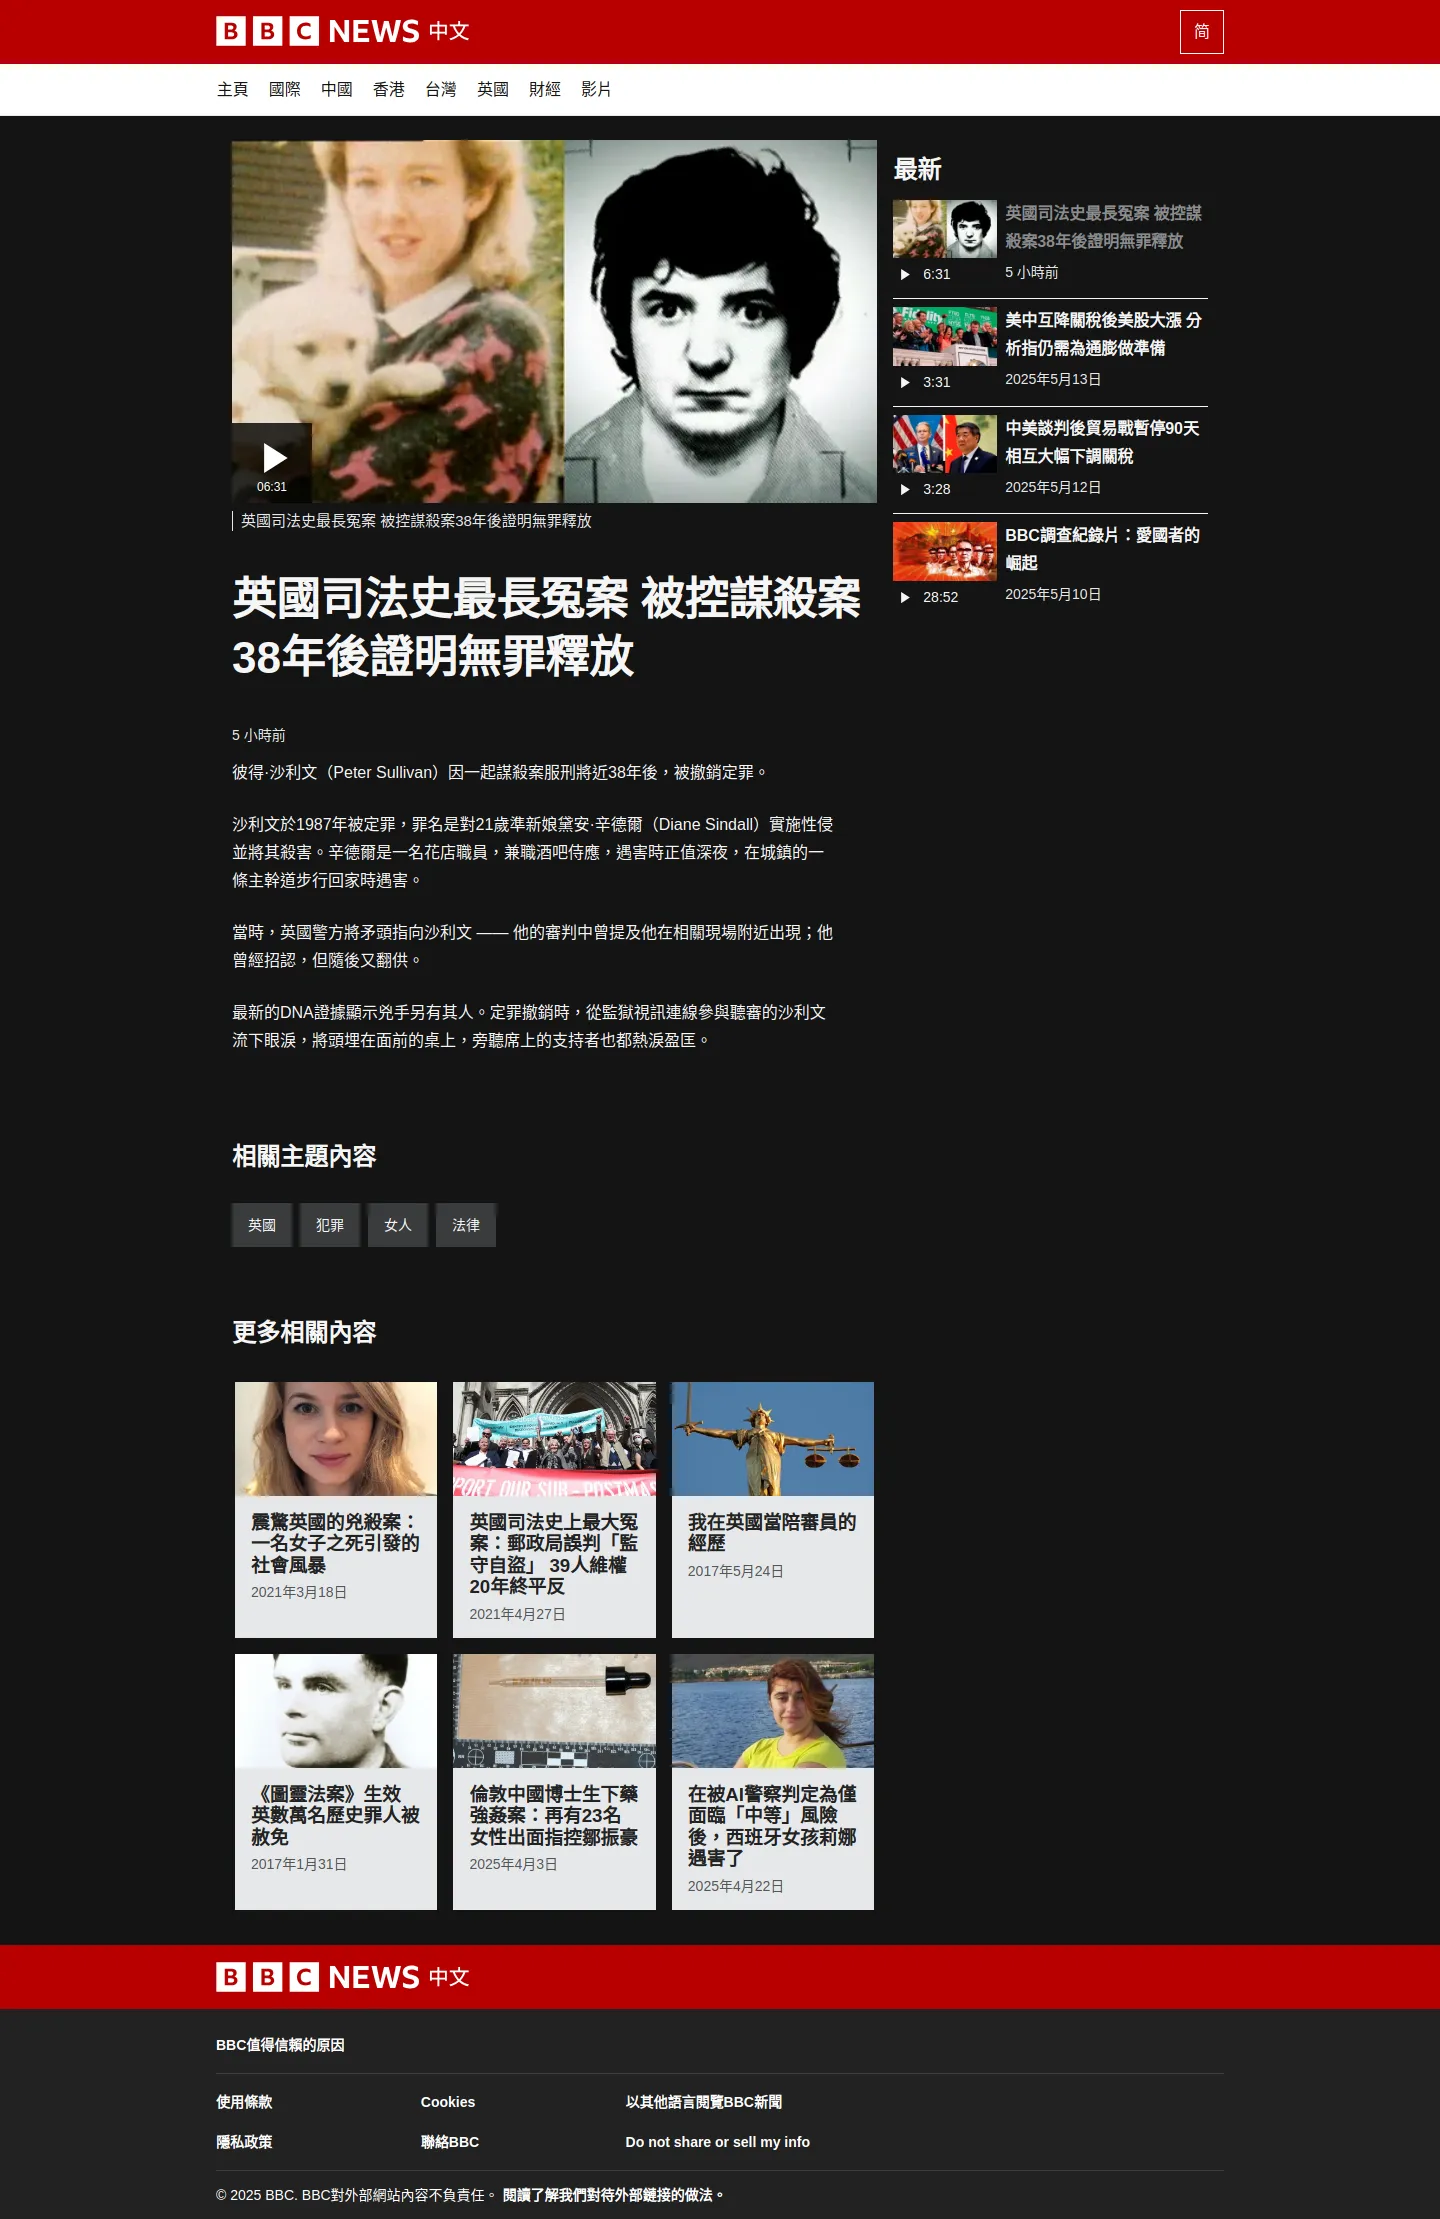 BBC NEWS 中文
简
主頁 國際 中國 香港 台灣 英國 財經 影片
06:31
英國司法史最長冤案 被控謀殺案38年後證明無罪釋放
英國司法史最長冤案 被控謀殺案
38年後證明無罪釋放
5 小時前
彼得·沙利文（Peter Sullivan）因一起謀殺案服刑將近38年後，被撤銷定罪。
沙利文於1987年被定罪，罪名是對21歲準新娘黛安·辛德爾（Diane Sindall）實施性侵
並將其殺害。辛德爾是一名花店職員，兼職酒吧侍應，遇害時正值深夜，在城鎮的一
條主幹道步行回家時遇害。
當時，英國警方將矛頭指向沙利文 —— 他的審判中曾提及他在相關現場附近出現；他
曾經招認，但隨後又翻供。
最新的DNA證據顯示兇手另有其人。定罪撤銷時，從監獄視訊連線參與聽審的沙利文
流下眼淚，將頭埋在面前的桌上，旁聽席上的支持者也都熱淚盈匡。
最新
英國司法史最長冤案 被控謀
殺案38年後證明無罪釋放
6:31
5 小時前
Fidelity
美中互降關稅後美股大漲 分
析指仍需為通膨做準備
3:31
2025年5月13日
中美談判後貿易戰暫停90天
相互大幅下調關稅
3:28
2025年5月12日
BBC調查紀錄片：愛國者的
崛起
28:52
2025年5月10日
相關主題內容
英國 犯罪 女人 法律
更多相關內容
震驚英國的兇殺案：
一名女子之死引發的
社會風暴
2021年3月18日
PORT OUR SUB-POSTMAS
英國司法史上最大冤
案：郵政局誤判「監
守自盜」 39人維權
20年終平反
2021年4月27日
我在英國當陪審員的
經歷
2017年5月24日
《圖靈法案》生效
英數萬名歷史罪人被
赦免
2017年1月31日
倫敦中國博士生下藥
強姦案：再有23名
女性出面指控鄒振豪
2025年4月3日
在被AI警察判定為僅
面臨「中等」風險
後，西班牙女孩莉娜
遇害了
2025年4月22日
BBC NEWS 中文
BBC值得信賴的原因
使用條款 Cookies 以其他語言閱覽BBC新聞
隱私政策 聯絡BBC Do not share or sell my info
© 2025 BBC. BBC對外部網站內容不負責任。 閱讀了解我們對待外部鏈接的做法。